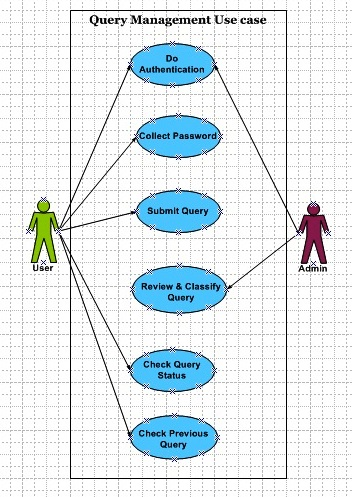 Query Management Use case
Do
Authentication
Collect Password
Submit Query
User
Admin
Review & Classify
Query
Check Query
Status
Check Previous
Query